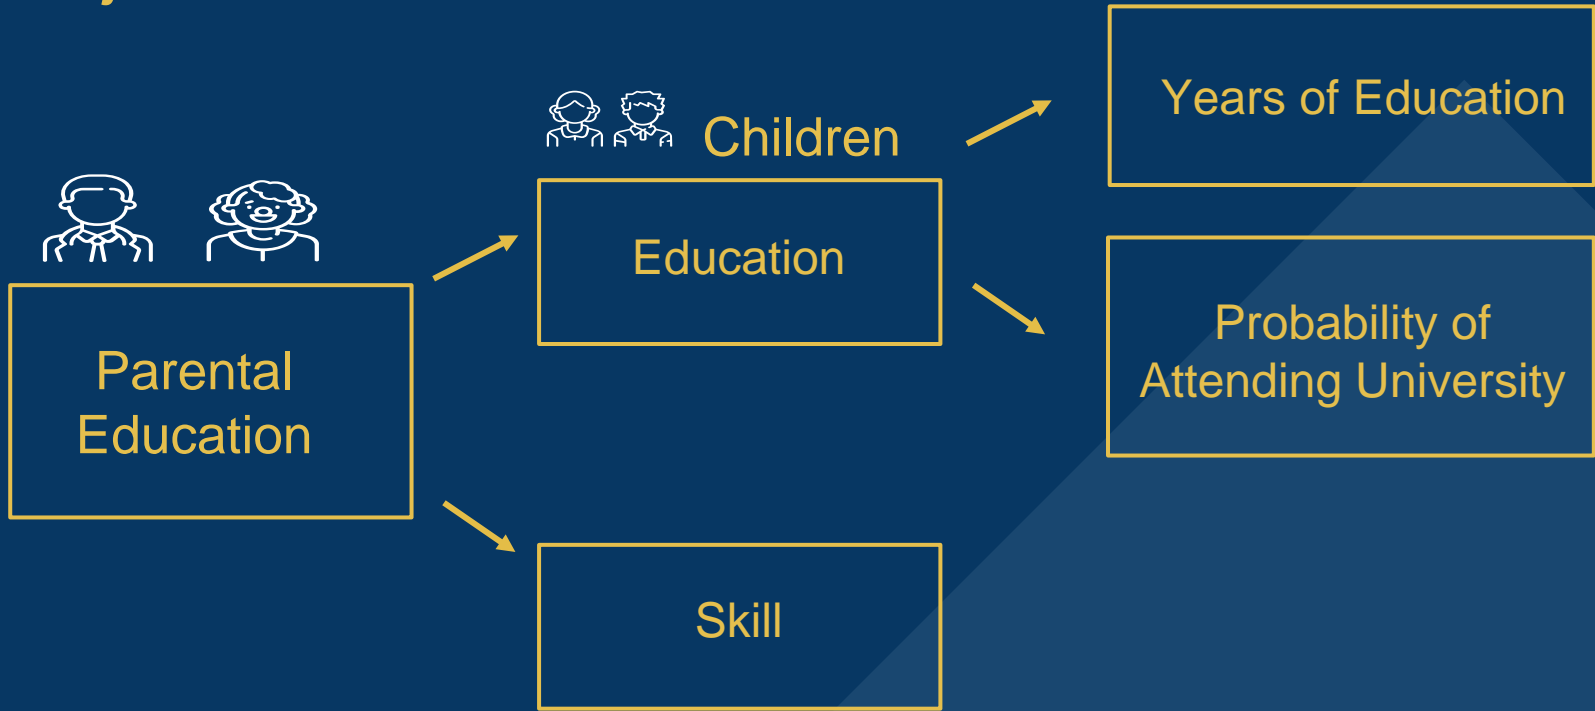 Children
Years of Education
Education
Parental
Education
Probability of
Attending University
Skill